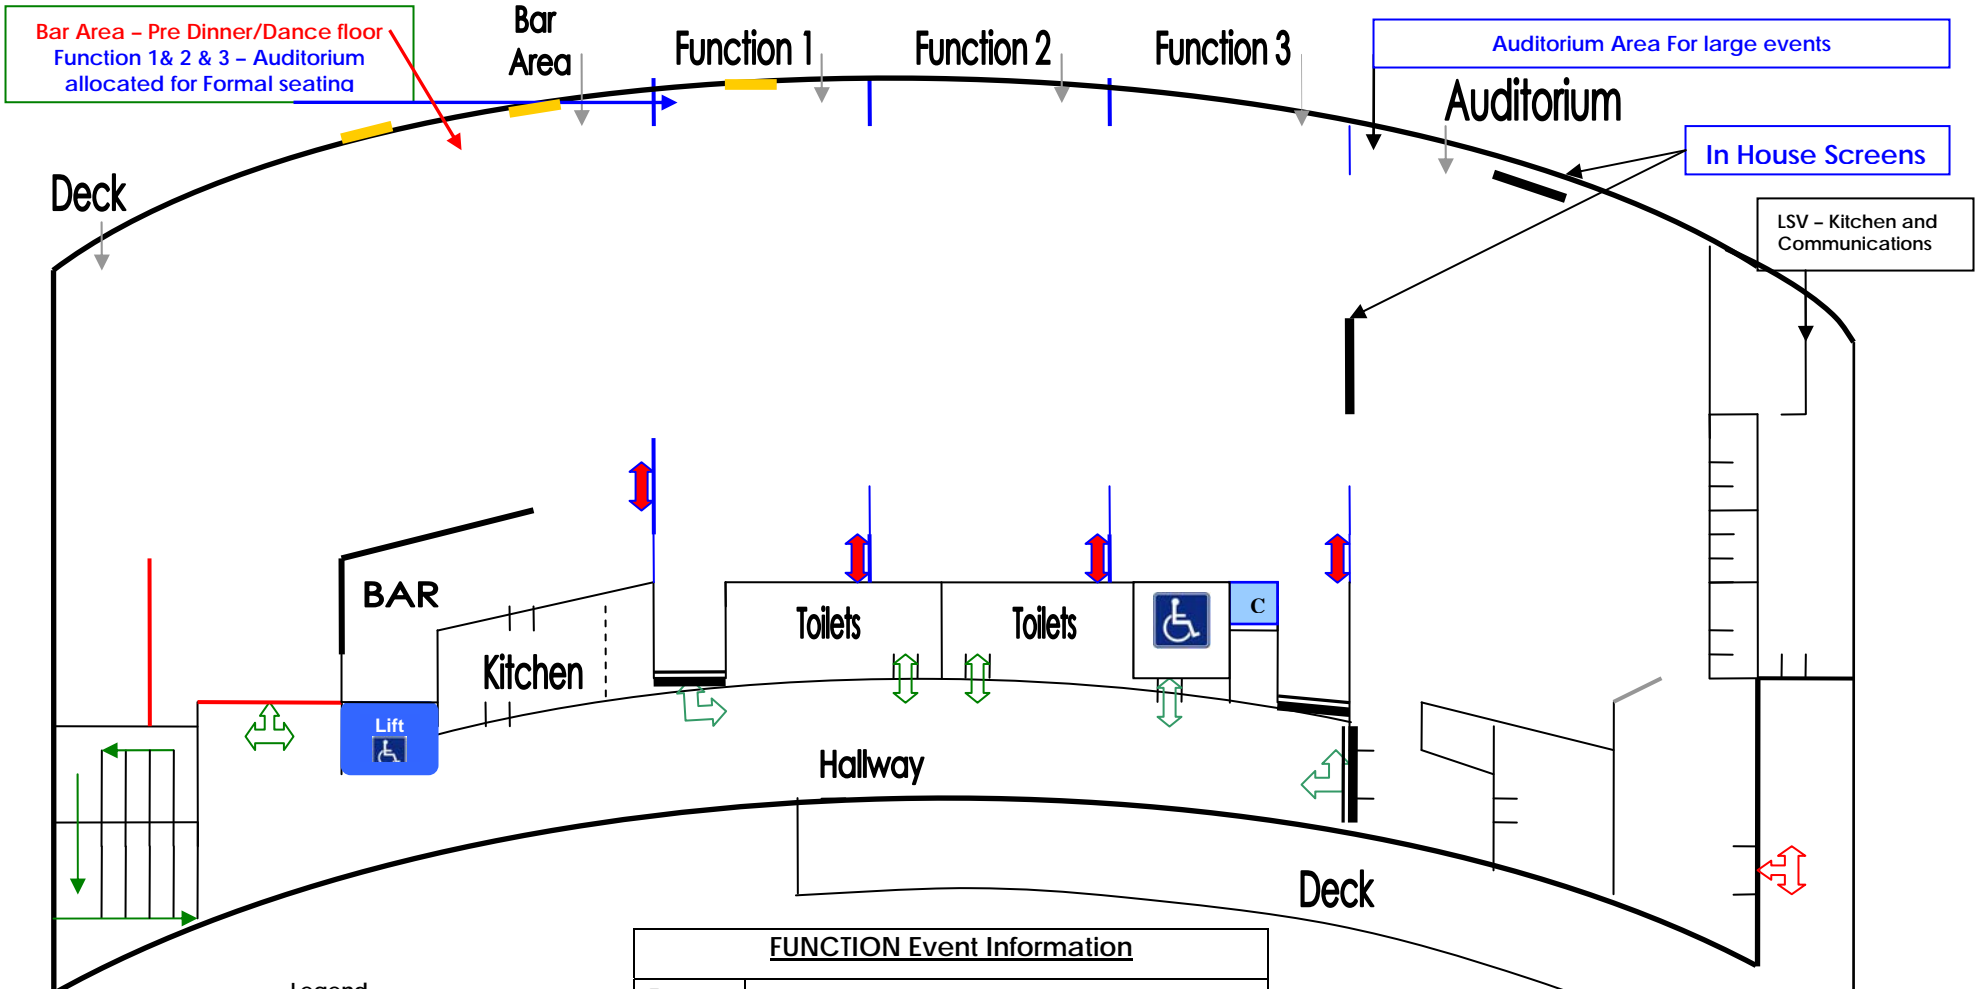 Bar Area – Pre Dinner/Dance floor
Function 1& 2 & 3 – Auditorium
allocated for Formal seating
Bar
Area
Function 1
Function 2
Function 3
Auditorium Area For large events
Auditorium
In House Screens
Deck
LSV – Kitchen and
Communications
BAR
Kitchen
Toilets
Toilets
C
Lift
Hallway
Deck
FUNCTION Event Information
Legend